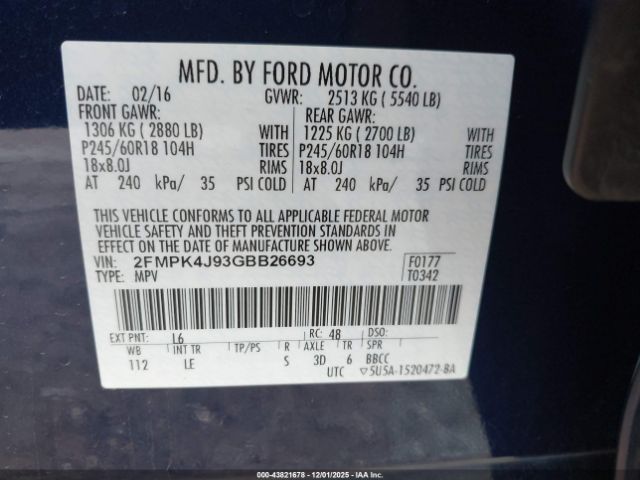 MFD. BY FORD MOTOR CO.
DATE: 02/16 GVWR: 2513 KG ( 5540 LB)
FRONT GAWR: REAR GAWR:
1306 KG ( 2880 LB) WITH 1225 KG ( 2700 LB) WITH
P245/60R18 104H TIRES P245/60R18 104H TIRES
18x8.0J RIMS 18x8.0J RIMS
AT 240 kPa/ 35 PSI COLD AT 240 kPa/ 35 PSI COLD
THIS VEHICLE CONFORMS TO ALL APPLICABLE FEDERAL MOTOR
VEHICLE SAFETY AND THEFT PREVENTION STANDARDS IN
EFFECT ON THE DATE OF MANUFACTURE SHOWN ABOVE.
VIN: 2FMPK4J93GBB26693 F0177
TYPE: MPV T0342
EXT PNT: L6 RC: 48 DSO:
WB INT TR TP/PS R AXLE TR SPR
112 LE S 3D 6 BBCC
UTC ▽5U5A-1520472-BA
000-43821678 • 12/01/2025 • IAA Inc.